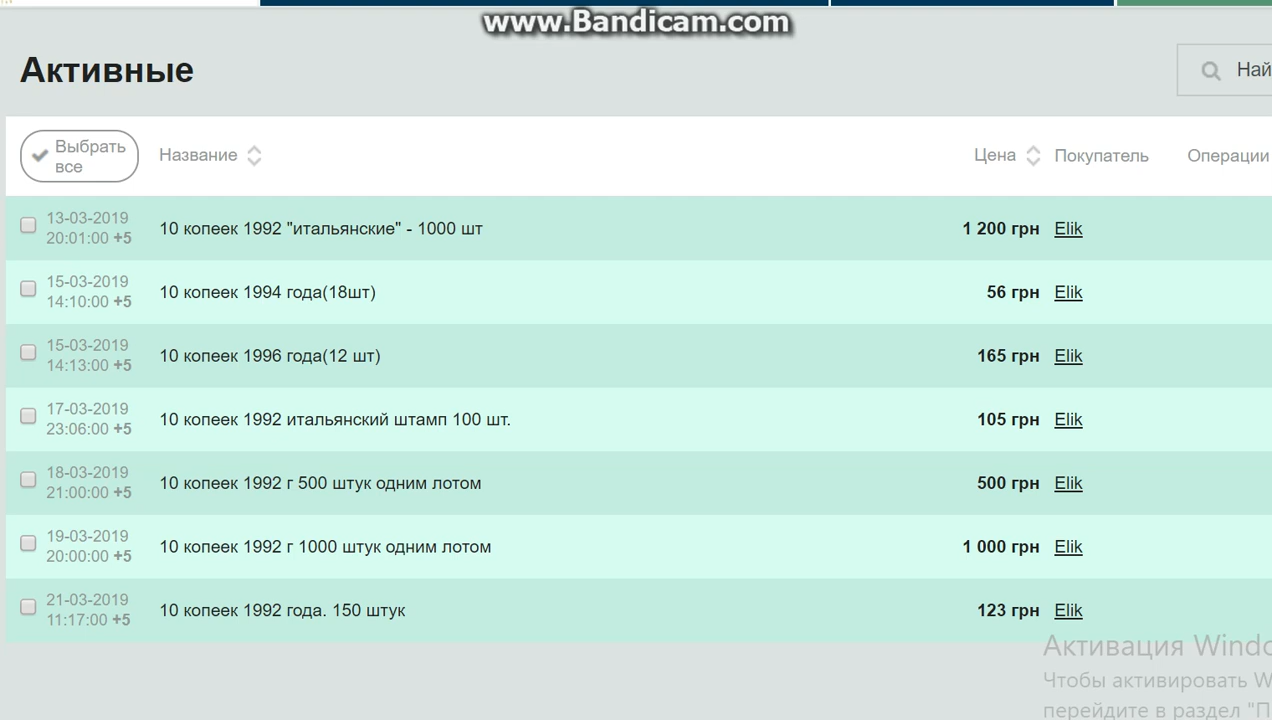 www.Bandicam.com
Активные
Най
Выбрать
все
Название
Цена
Покупатель
Операции
13-03-2019
20:01:00 +5
10 копеек 1992 "итальянские" - 1000 шт
1 200 грн
Elik
15-03-2019
14:10:00 +5
10 копеек 1994 года(18шт)
56 грн
Elik
15-03-2019
14:13:00 +5
10 копеек 1996 года(12 шт)
165 грн
Elik
17-03-2019
23:06:00 +5
10 копеек 1992 итальянский штамп 100 шт.
105 грн
Elik
18-03-2019
21:00:00 +5
10 копеек 1992 г 500 штук одним лотом
500 грн
Elik
19-03-2019
20:00:00 +5
10 копеек 1992 г 1000 штук одним лотом
1 000 грн
Elik
21-03-2019
11:17:00 +5
10 копеек 1992 года. 150 штук
123 грн
Elik
Активация Windo
Чтобы активировать W
перейдите в раздел "П